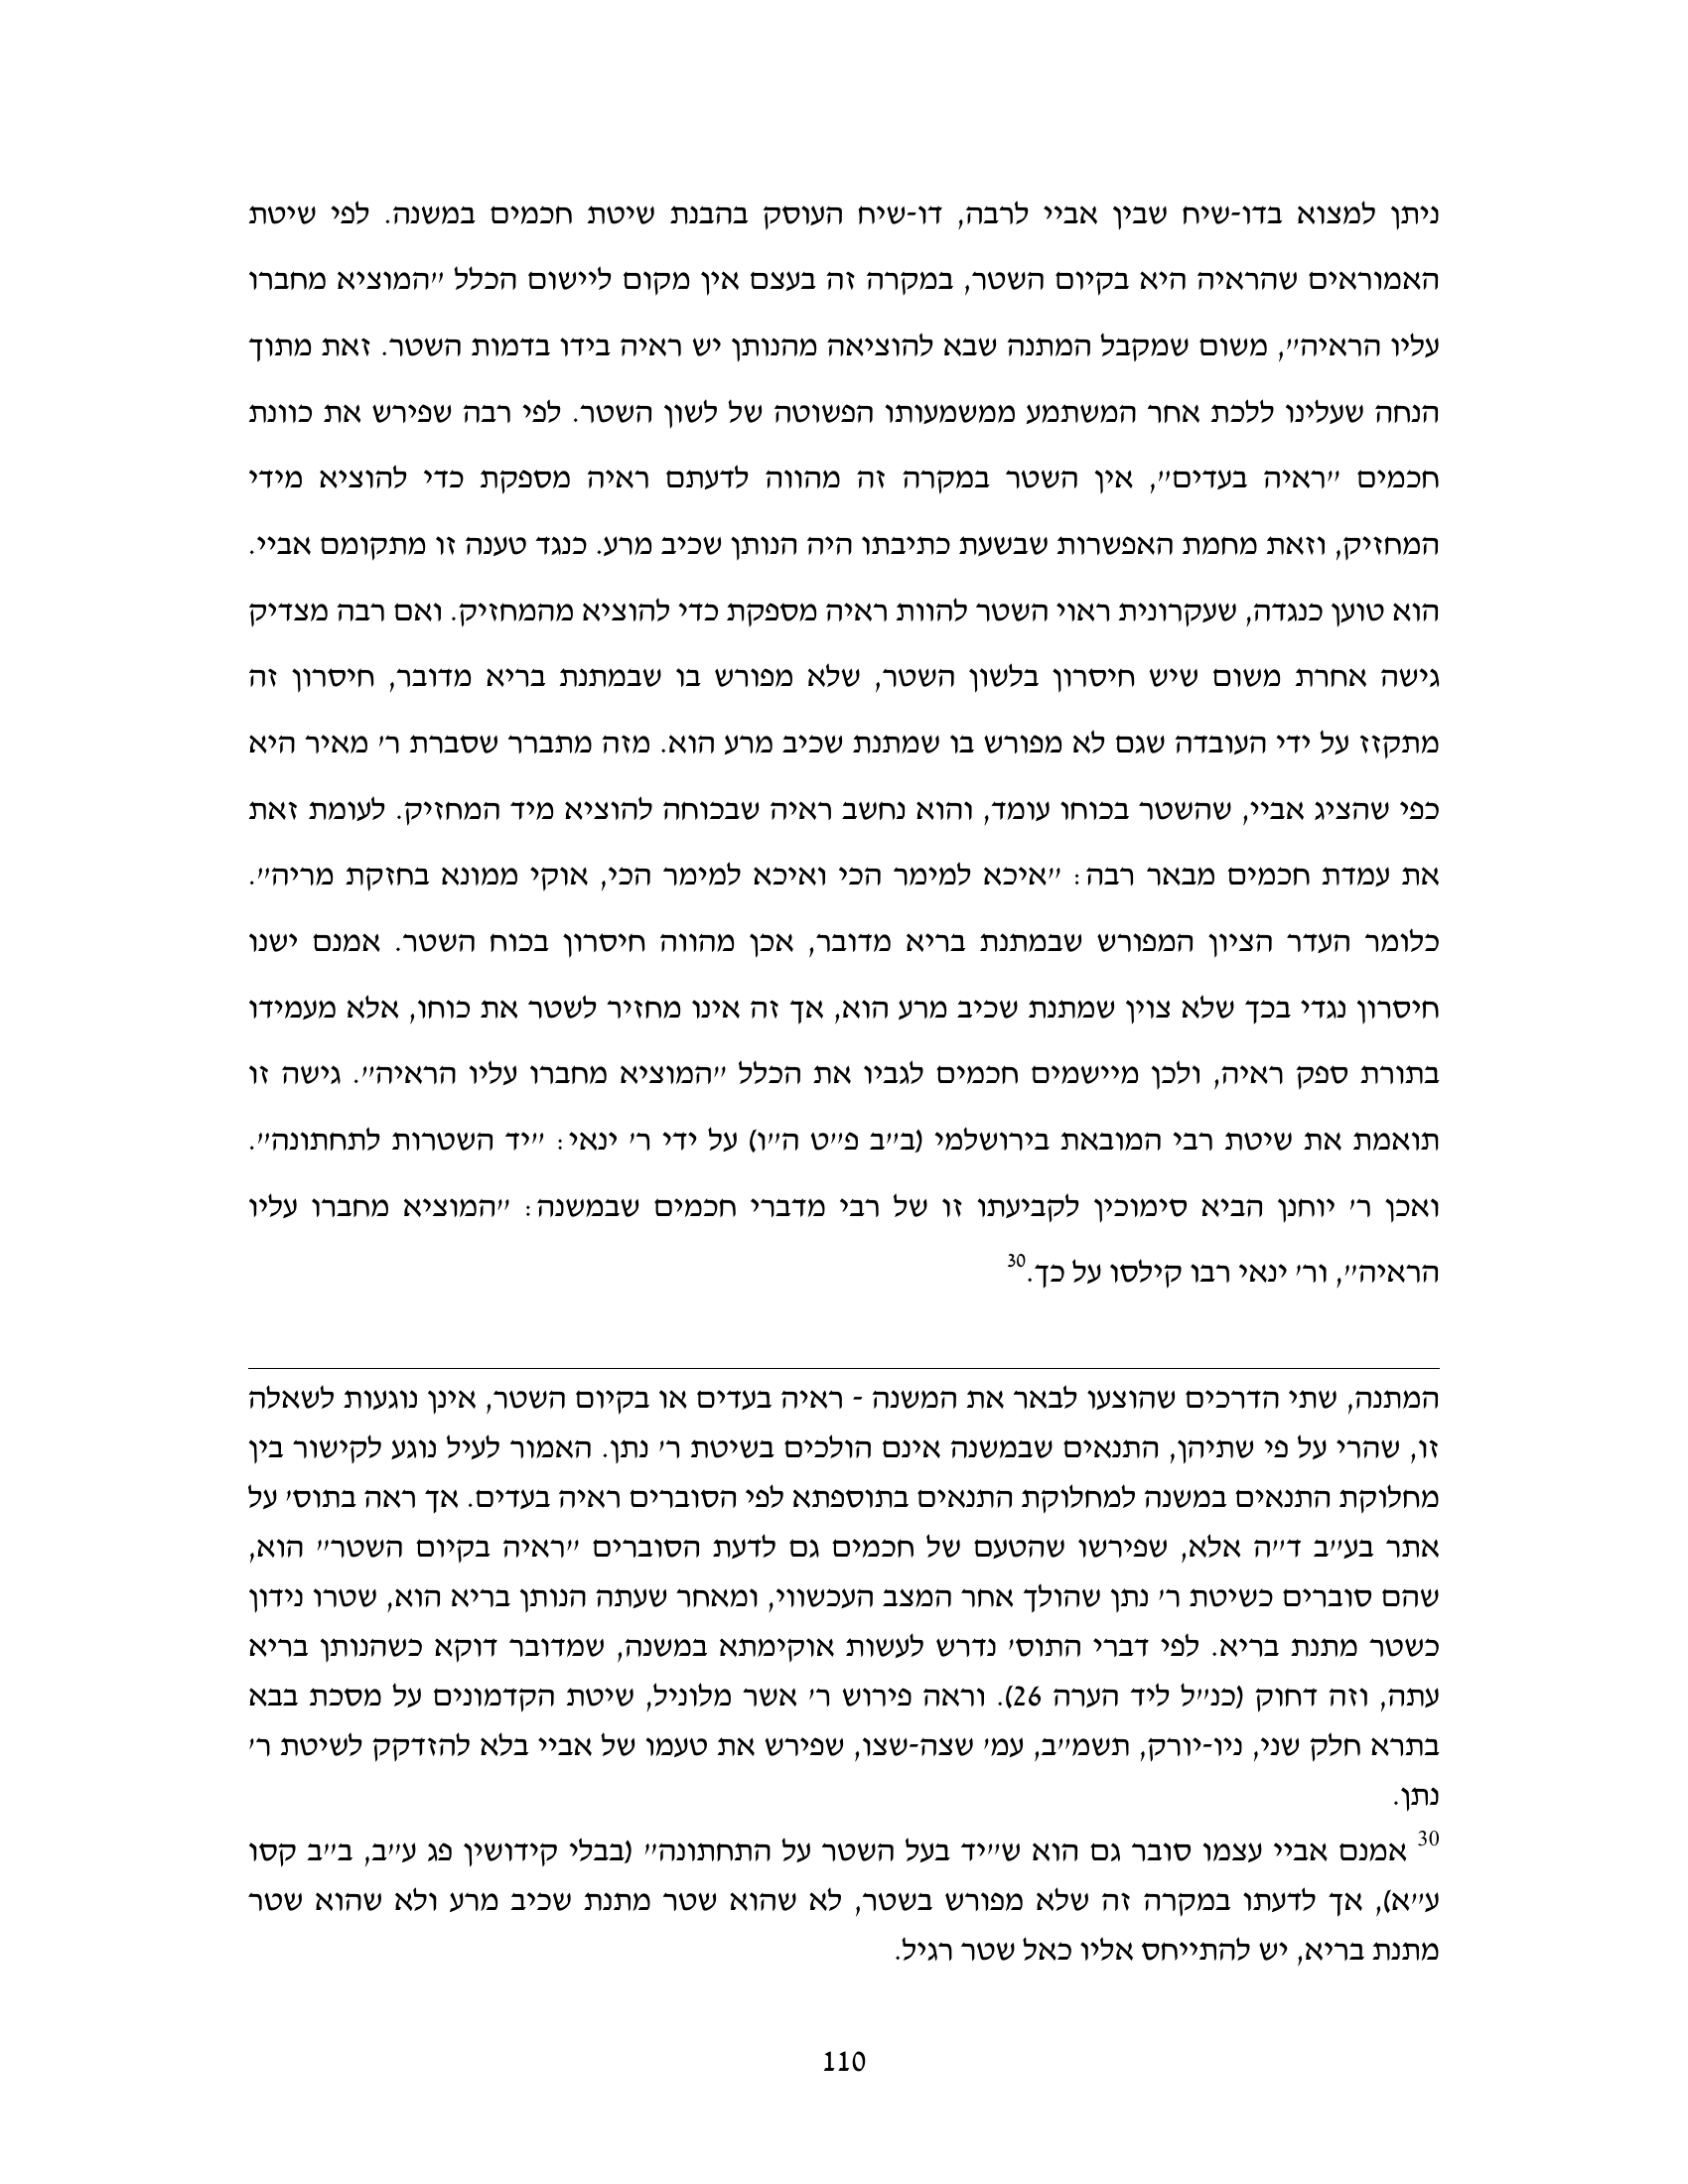 ניתן למצוא בדו-שיח שבין אביי לרבה, דו-שיח העוסק בהבנת שיטת חכמים במשנה. לפי שיטת
האמוראים שהראיה היא בקיום השטר, במקרה זה בעצם אין מקום ליישום הכלל "המוציא מחברו
עליו הראיה", משום שמקבל המתנה שבא להוציאה מהנותן יש ראיה בידו בדמות השטר. זאת מתוך
הנחה שעלינו ללכת אחר המשתמע ממשמעותו הפשוטה של לשון השטר. לפי רבה שפירש את כוונת
חכמים "ראיה בעדים", אין השטר במקרה זה מהווה לדעתם ראיה מספקת כדי להוציא מידי
המחזיק, וזאת מחמת האפשרות שבשעת כתיבתו היה הנותן שכיב מרע. כנגד טענה זו מתקומם אביי.
הוא טוען כנגדה, שעקרונית ראוי השטר להוות ראיה מספקת כדי להוציא מהמחזיק. ואם רבה מצדיק
גישה אחרת משום שיש חיסרון בלשון השטר, שלא מפורש בו שבמתנת בריא מדובר, חיסרון זה
מתקזז על ידי העובדה שגם לא מפורש בו שמתנת שכיב מרע הוא. מזה מתברר שסברת ר' מאיר היא
כפי שהציג אביי, שהשטר בכוחו עומד, והוא נחשב ראיה שבכוחה להוציא מיד המחזיק. לעומת זאת
את עמדת חכמים מבאר רבה: "איכא למימר הכי ואיכא למימר הכי, אוקי ממונא בחזקת מריה".
כלומר העדר הציון המפורש שבמתנת בריא מדובר, אכן מהווה חיסרון בכוח השטר. אמנם ישנו
חיסרון נגדי בכך שלא צוין שמתנת שכיב מרע הוא, אך זה אינו מחזיר לשטר את כוחו, אלא מעמידו
בתורת ספק ראיה, ולכן מיישמים חכמים לגביו את הכלל "המוציא מחברו עליו הראיה". גישה זו
תואמת את שיטת רבי המובאת בירושלמי (ב"ב פ"ט ה"ו) על ידי ר' ינאי: "יד השטרות לתחתונה".
ואכן ר' יוחנן הביא סימוכין לקביעתו זו של רבי מדברי חכמים שבמשנה: "המוציא מחברו עליו
הראיה", ור' ינאי רבו קילסו על כך.30
המתנה, שתי הדרכים שהוצעו לבאר את המשנה - ראיה בעדים או בקיום השטר, אינן נוגעות לשאלה
זו, שהרי על פי שתיהן, התנאים שבמשנה אינם הולכים בשיטת ר' נתן. האמור לעיל נוגע לקישור בין
מחלוקת התנאים במשנה למחלוקת התנאים בתוספתא לפי הסוברים ראיה בעדים. אך ראה בתוס' על
אתר בע"ב ד"ה אלא, שפירשו שהטעם של חכמים גם לדעת הסוברים "ראיה בקיום השטר" הוא,
שהם סוברים כשיטת ר' נתן שהולך אחר המצב העכשווי, ומאחר שעתה הנותן בריא הוא, שטרו נידון
כשטר מתנת בריא. לפי דברי התוס' נדרש לעשות אוקימתא במשנה, שמדובר דוקא כשהנותן בריא
עתה, וזה דחוק (כנ"ל ליד הערה 26). וראה פירוש ר' אשר מלוניל, שיטת הקדמונים על מסכת בבא
בתרא חלק שני, ניו-יורק, תשמ"ב, עמ' שצה-שצו, שפירש את טעמו של אביי בלא להזדקק לשיטת ר'
נתן.
30 אמנם אביי עצמו סובר גם הוא ש"יד בעל השטר על התחתונה" (בבלי קידושין פג ע"ב, ב"ב קסו
ע"א), אך לדעתו במקרה זה שלא מפורש בשטר, לא שהוא שטר מתנת שכיב מרע ולא שהוא שטר
מתנת בריא, יש להתייחס אליו כאל שטר רגיל.
110